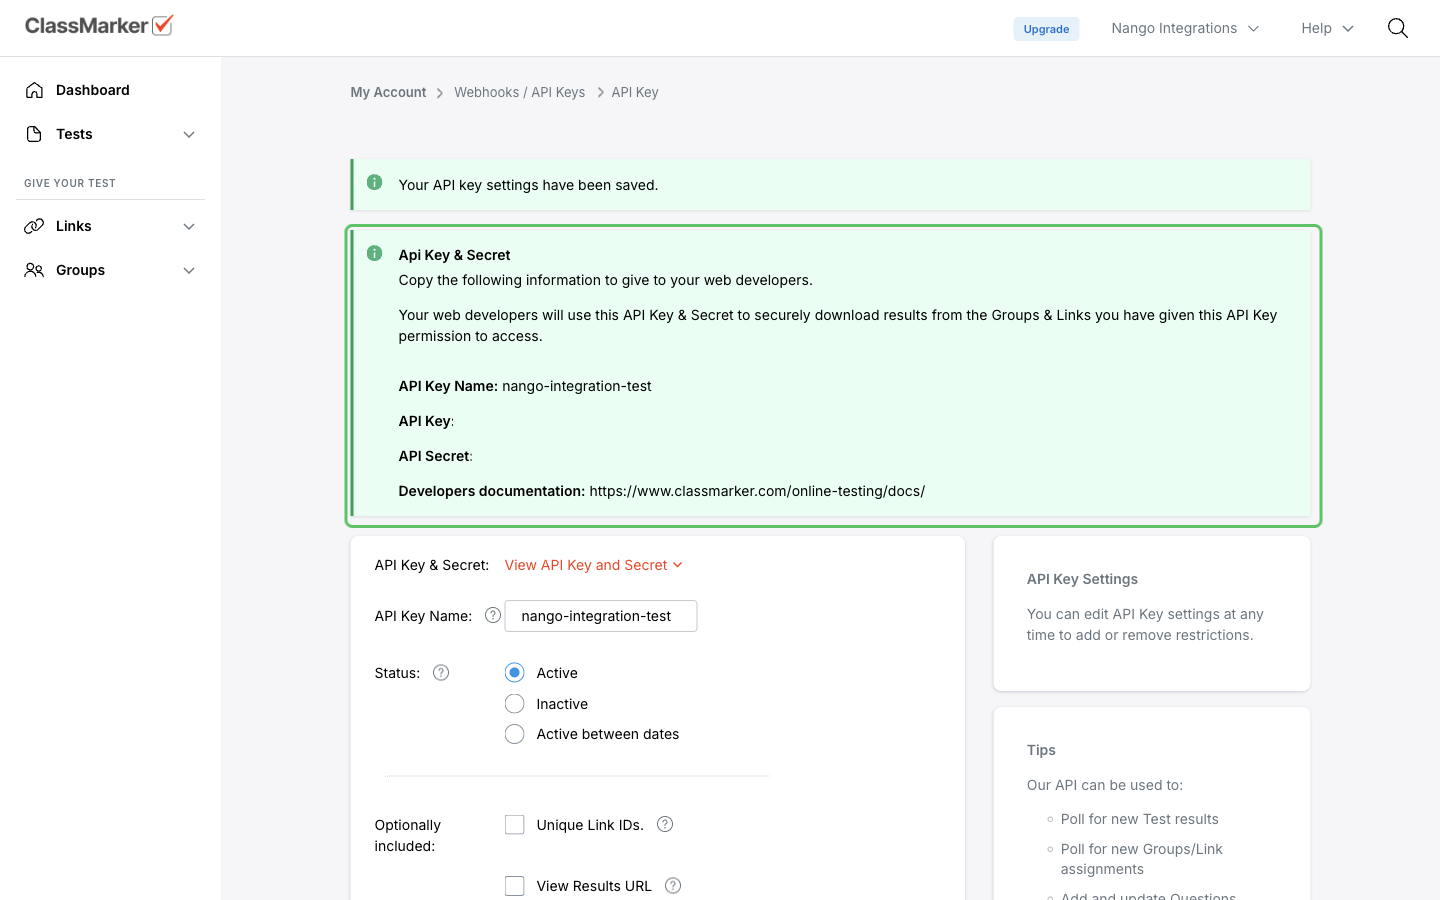 ClassMarker
Upgrade
Nango Integrations
Help
Dashboard
Tests
GIVE YOUR TEST
Links
Groups
My Account
Webhooks / API Keys
API Key
Your API key settings have been saved.
Api Key & Secret
Copy the following information to give to your web developers.
Your web developers will use this API Key & Secret to securely download results from the Groups & Links you have given this API Key
permission to access.
API Key Name: nango-integration-test
API Key:
API Secret:
Developers documentation: https://www.classmarker.com/online-testing/docs/
API Key & Secret: View API Key and Secret
API Key Name: ? nango-integration-test
Status: ? Active
Inactive
Active between dates
Optionally
included:
Unique Link IDs. ?
View Results URL ?
API Key Settings
You can edit API Key settings at any
time to add or remove restrictions.
Tips
Our API can be used to:
Poll for new Test results
Poll for new Groups/Link
assignments
Add and update Questions